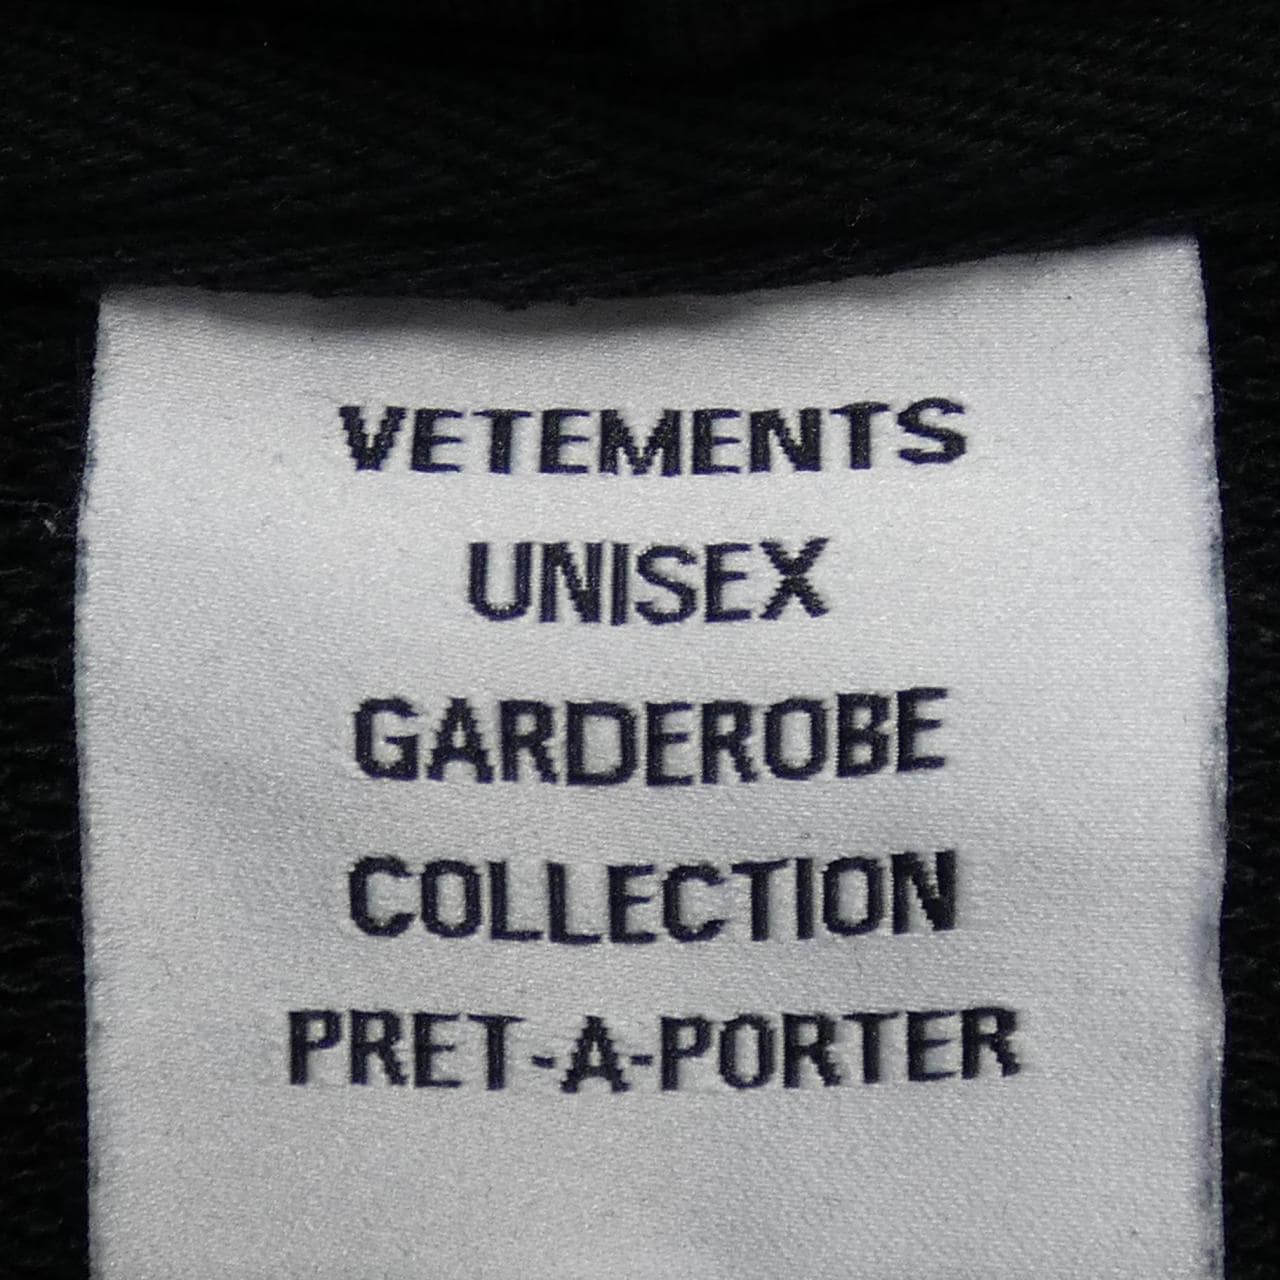 VETEMENTS
UNISEX
GARDEROBE
COLLECTION
PRET-A-PORTER